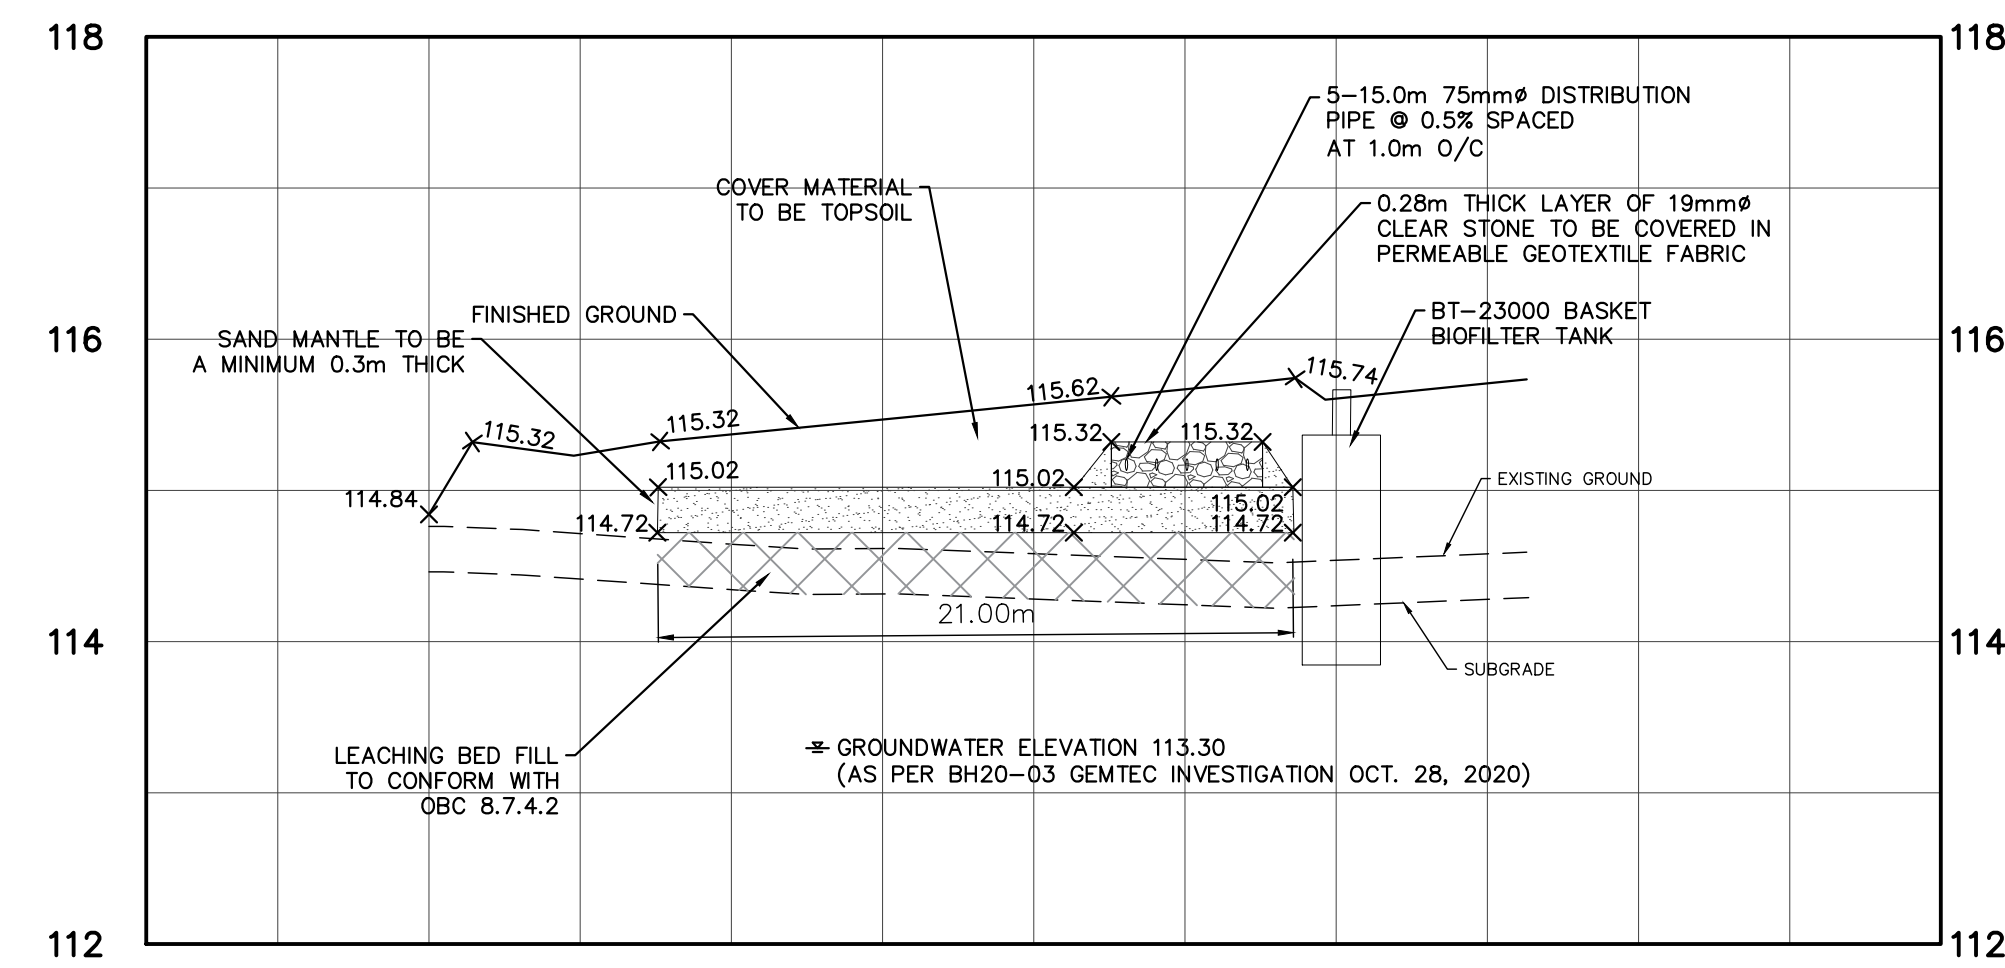 118
118
5-15.0m 75mmø DISTRIBUTION
PIPE @ 0.5% SPACED
AT 1.0m O/C
COVER MATERIAL
TO BE TOPSOIL
0.28m THICK LAYER OF 19mmø
CLEAR STONE TO BE COVERED IN
PERMEABLE GEOTEXTILE FABRIC
FINISHED GROUND
BT-23000 BASKET
BIOFILTER TANK
116
116
SAND MANTLE TO BE
A MINIMUM 0.3m THICK
115.74
115.62
115.32
115.32
115.32
115.32
115.02
115.02
115.02
EXISTING GROUND
114.84
114.72
114.72
114.72
21.00m
114
114
SUBGRADE
LEACHING BED FILL
TO CONFORM WITH
OBC 8.7.4.2
GROUNDWATER ELEVATION 113.30
(AS PER BH20-03 GEMTEC INVESTIGATION OCT. 28, 2020)
112
112